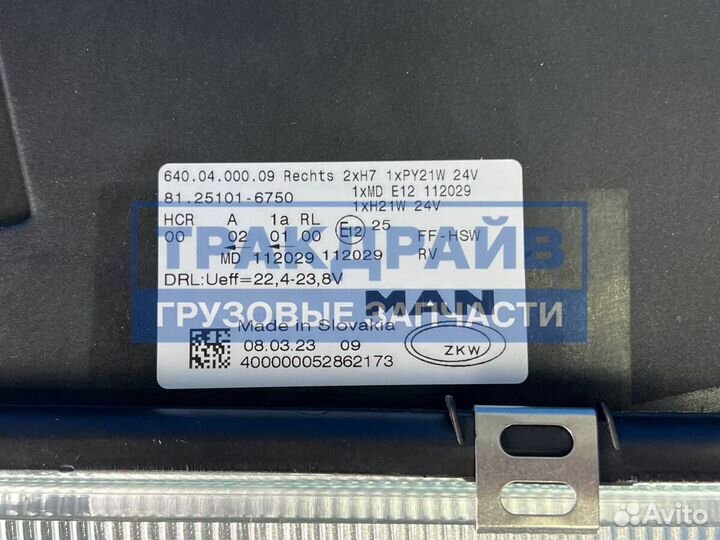 640.04.000.09 Rechts 2xH7 1xPY21W 24V
81.25101-6750 1xMD E12 112029
1xH21W 24V
HCR A 1a RL E12 25
00 02 01 00 FF-HSW
MD 112029 112029 RV
DRL:Ueff=22,4-23,8V
ТРАКДРАЙВ
ГРУЗОВЫЕ ЗАПЧАСТИ
MAN
Made in Slovakia
08.03.23 09
400000052862173
ZKW
Avito